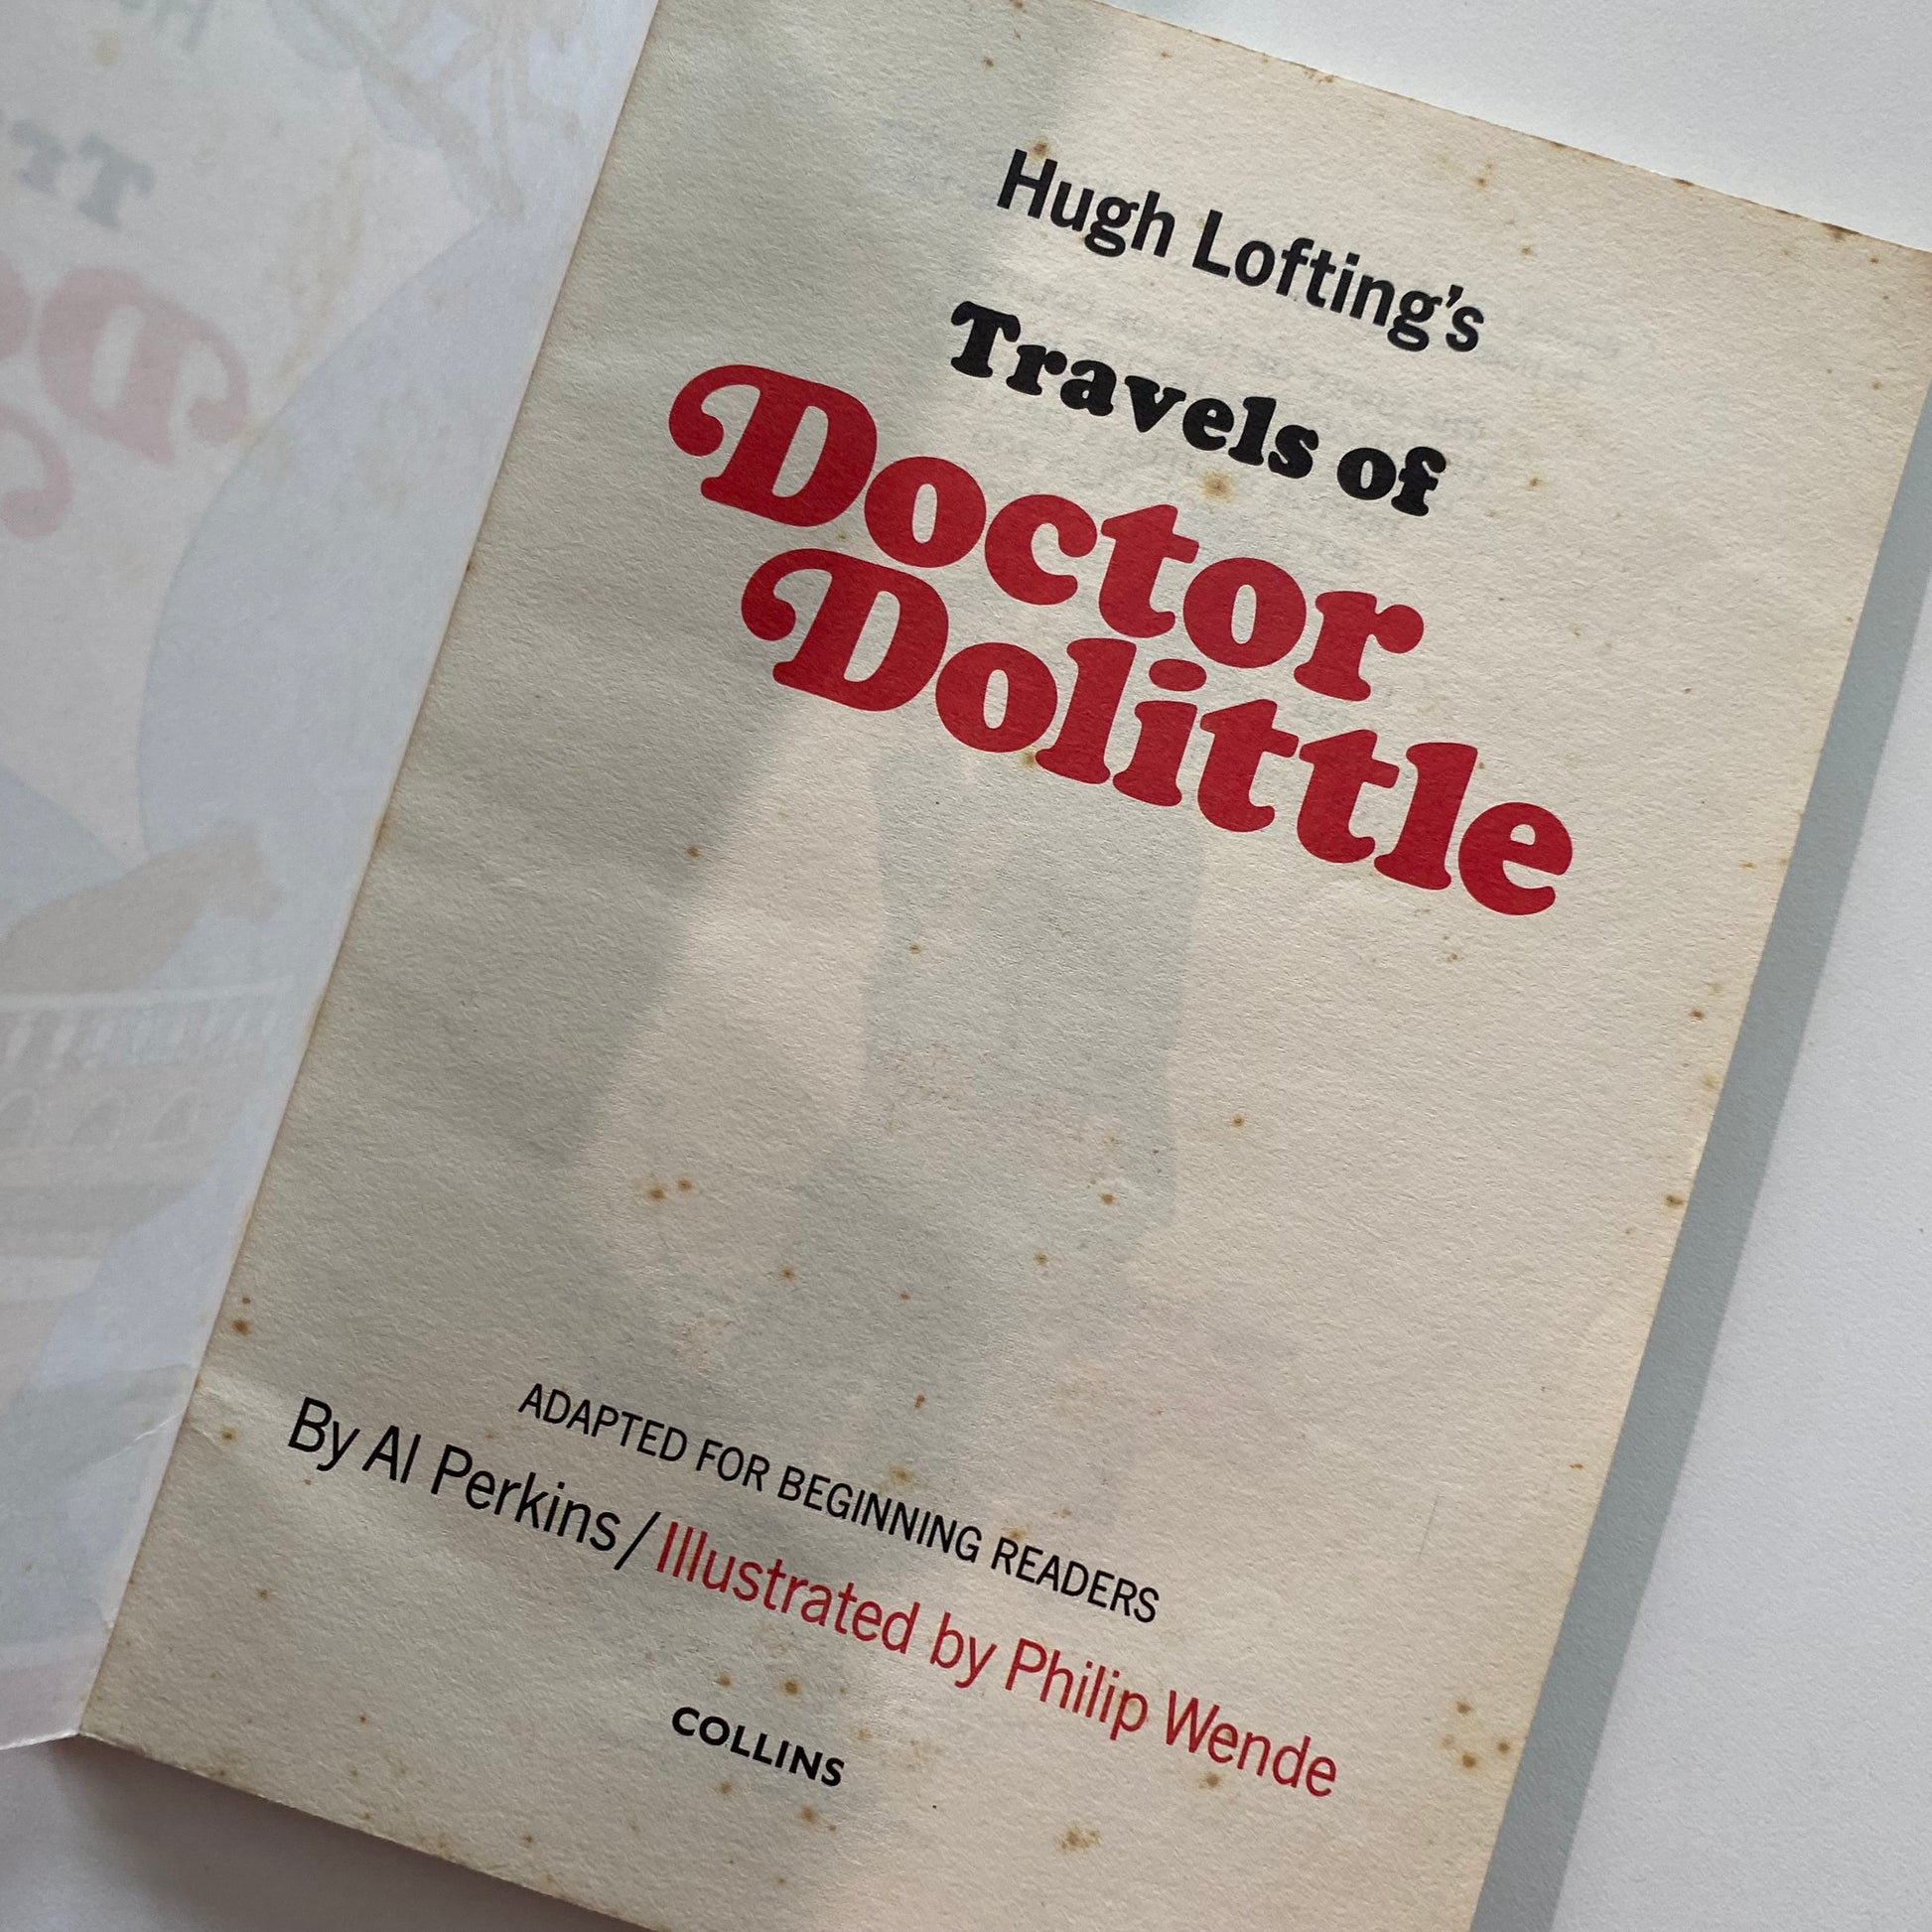 Hugh Lofting's
Travels of
Doctor
Dolittle
ADAPTED FOR BEGINNING READERS
By Al Perkins/Illustrated by Philip Wende
COLLINS